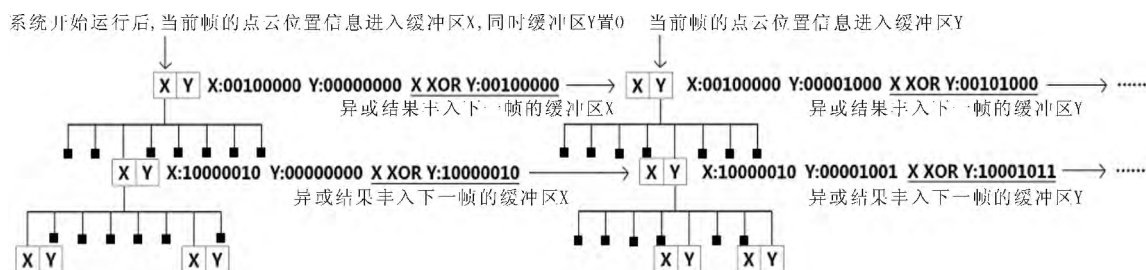 系统开始运行后,当前帧的点云位置信息进入缓冲区X,同时缓冲区Y置0 当前帧的点云位置信息进入缓冲区Y
X Y X:00100000 Y:00000000 X XOR Y:00100000 X Y X:00100000 Y:00001000 X XOR Y:00101000 ······
异或结果丰入下一帧的缓冲区X 异或结果丰入下一帧的缓冲区Y
X Y X:10000010 Y:00000000 X XOR Y:10000010 X Y X:10000010 Y:00001001 X XOR Y:10001011 ······
异或结果丰入下一帧的缓冲区X 异或结果丰入下一帧的缓冲区Y
X Y X Y X Y X Y